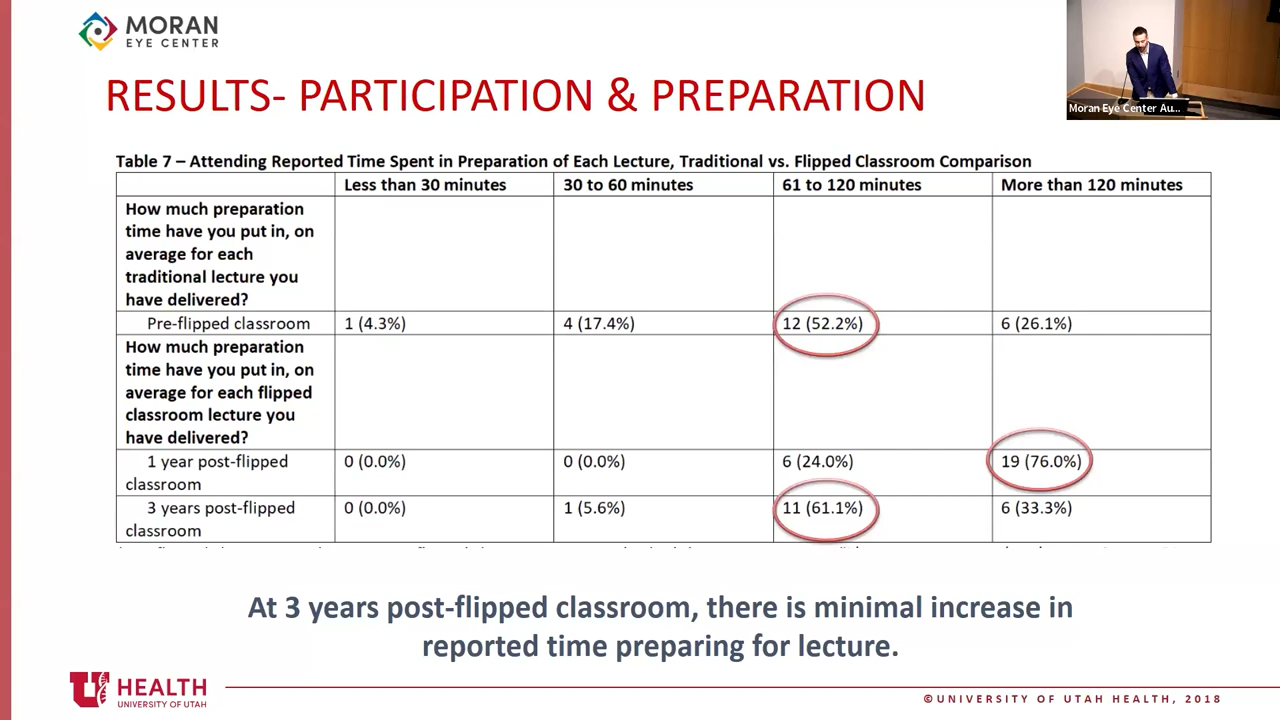 MORAN
EYE CENTER
Moran Eye Center Au...
RESULTS- PARTICIPATION & PREPARATION
Table 7 – Attending Reported Time Spent in Preparation of Each Lecture, Traditional vs. Flipped Classroom Comparison
Less than 30 minutes 30 to 60 minutes 61 to 120 minutes More than 120 minutes
How much preparation
time have you put in, on
average for each
traditional lecture you
have delivered?
Pre-flipped classroom 1 (4.3%) 4 (17.4%) 12 (52.2%) 6 (26.1%)
How much preparation
time have you put in, on
average for each flipped
classroom lecture you
have delivered?
1 year post-flipped 0 (0.0%) 0 (0.0%) 6 (24.0%) 19 (76.0%)
classroom
3 years post-flipped 0 (0.0%) 1 (5.6%) 11 (61.1%) 6 (33.3%)
classroom
At 3 years post-flipped classroom, there is minimal increase in
reported time preparing for lecture.
U HEALTH
UNIVERSITY OF UTAH
©UNIVERSITY OF UTAH HEALTH, 2018